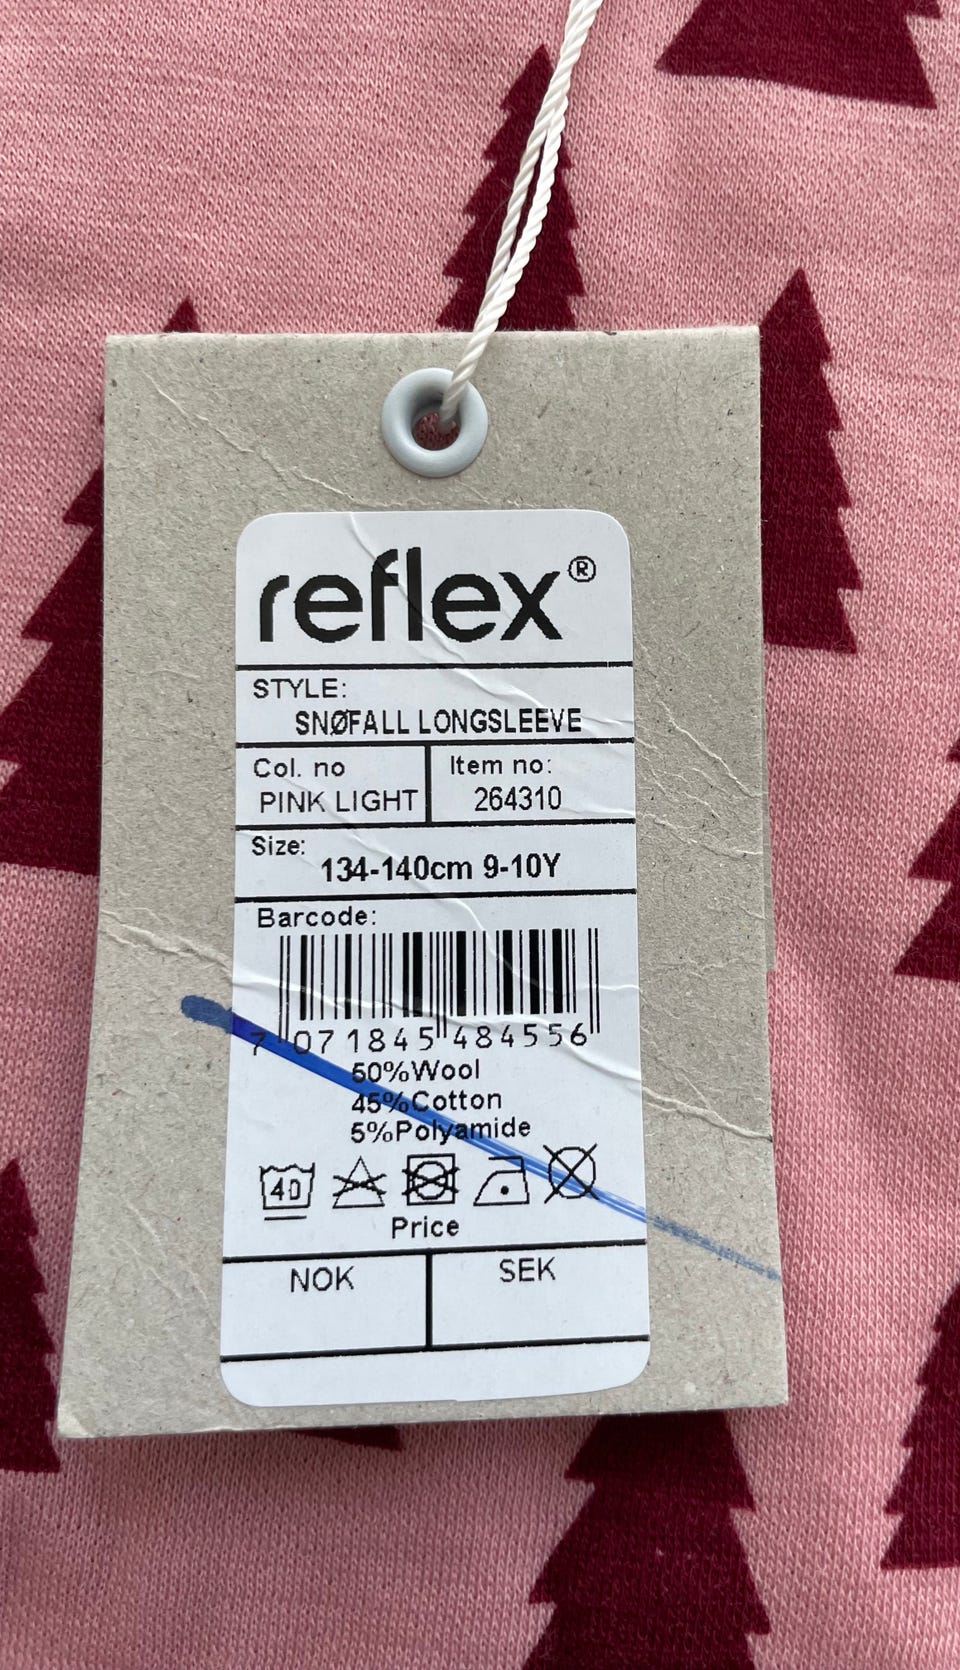 reflex®
STYLE:
SNØFALL LONGSLEEVE
Col. no
PINK LIGHT
Item no:
264310
Size:
134-140cm 9-10Y
Barcode:
7 071845 484556
50%Wool
45%Cotton
5%Polyamide
40
Price
NOK
SEK